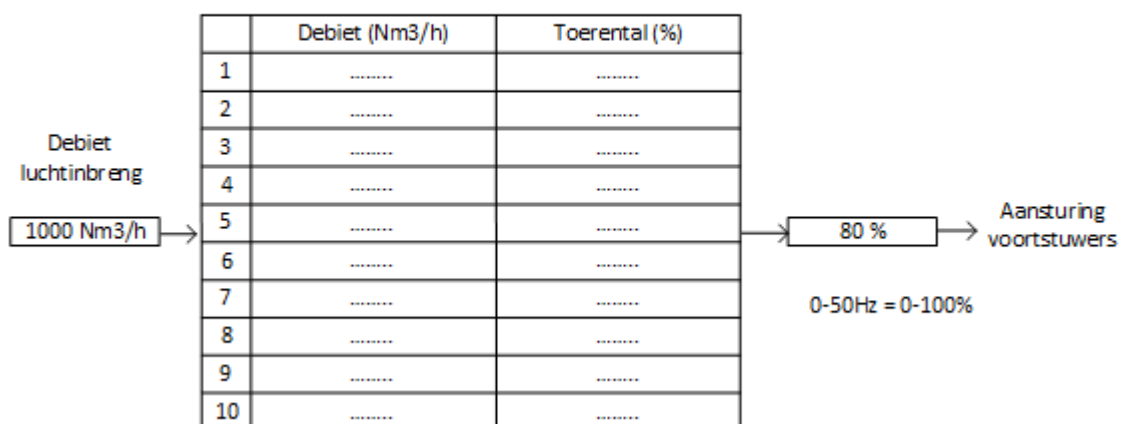 Debiet (Nm3/h) Toerental (%)
1 ........ ........
2 ........ ........
3 ........ ........
4 ........ ........
5 ........ ........
6 ........ ........
7 ........ ........
8 ........ ........
9 ........ ........
10 ........ ........
Debiet
luchtinbreng
1000 Nm3/h
80 %
0-50Hz = 0-100%
Aansturing
voortstuwers